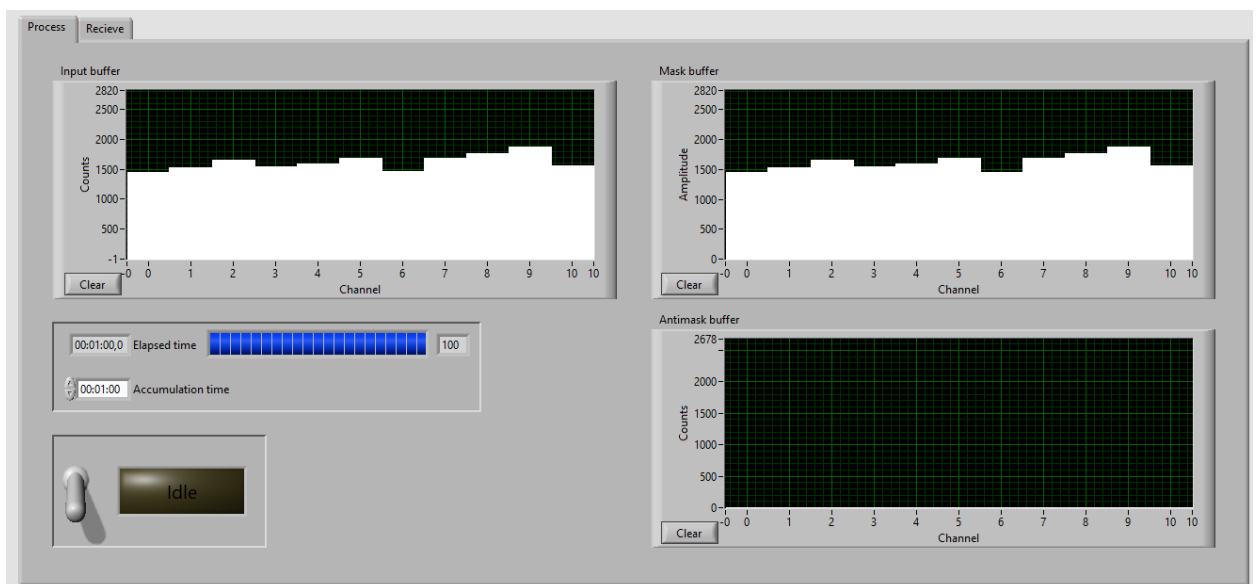 Process Recieve
Input buffer
2820
2500
2000
1500
1000
500
-1
Counts
-0 0 1 2 3 4 5 6 7 8 9 10 10
Channel
Clear
Mask buffer
2820
2500
2000
1500
1000
500
0
Amplitude
-0 0 1 2 3 4 5 6 7 8 9 10 10
Channel
Clear
00:01:00,0 Elapsed time 100
00:01:00 Accumulation time
Idle
Antimask buffer
2678
2000
1500
1000
500
0
Counts
-0 0 1 2 3 4 5 6 7 8 9 10 10
Channel
Clear